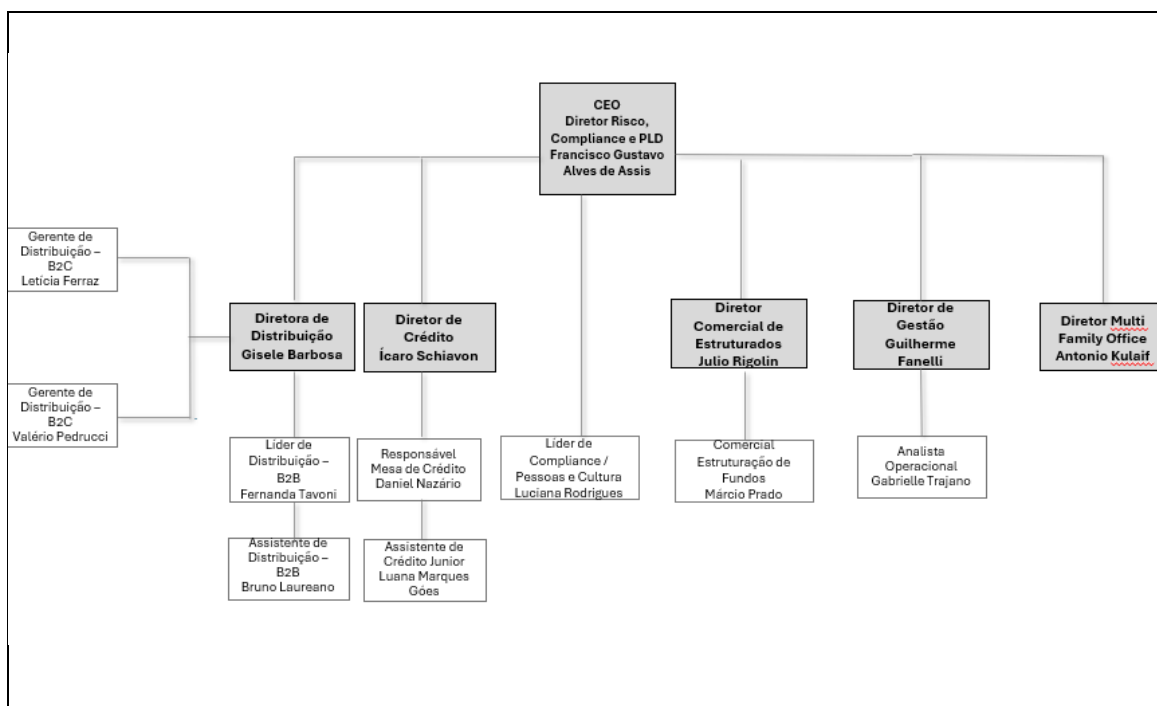 CEO
Diretor Risco,
Compliance e PLD
Francisco Gustavo
Alves de Assis
Gerente de
Distribuição –
B2C
Letícia Ferraz
Diretora de
Distribuição
Gisele Barbosa
Diretor de
Crédito
Ícaro Schiavon
Diretor
Comercial de
Estruturados
Julio Rigolin
Diretor de
Gestão
Guilherme
Fanelli
Diretor Multi
Family Office
Antonio Kulaif
Gerente de
Distribuição –
B2C
Valério Pedrucci
Líder de
Distribuição –
B2B
Fernanda Tavoni
Responsável
Mesa de Crédito
Daniel Nazário
Líder de
Compliance /
Pessoas e Cultura
Luciana Rodrigues
Comercial
Estruturação de
Fundos
Márcio Prado
Analista
Operacional
Gabrielle Trajano
Assistente de
Distribuição –
B2B
Bruno Laureano
Assistente de
Crédito Junior
Luana Marques
Góes